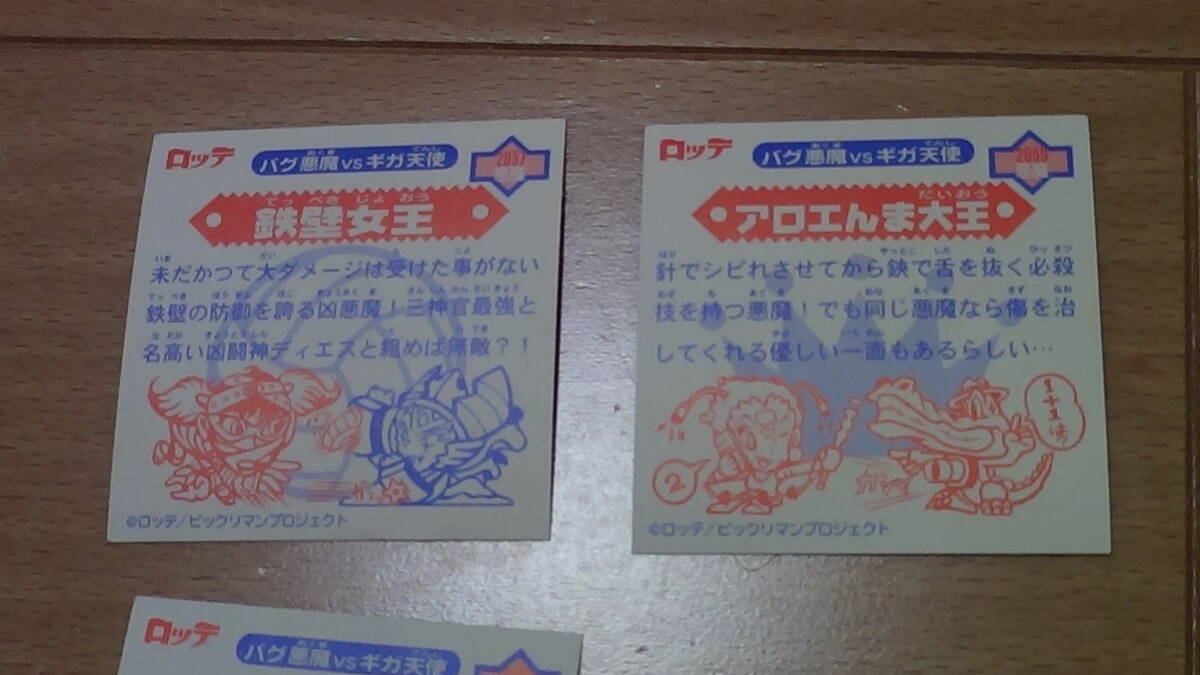 ロッテ
バグ悪魔vsギガ天使
鉄壁女王
未だかつて大ダメージは受けた事がない
鉄壁の防御を誇る凶悪魔!三神官最強と
名高い凶闘神ディエスと組めば無敵?!
©ロッテ/ビックリマンプロジェクト
ロッテ
バグ悪魔vsギガ天使
アロエんま大王
針でシビれさせてから鋏で舌を抜く必殺
技を持つ悪魔!でも同じ悪魔なら傷を治
してくれる優しい一面もあるらしい…
2
©ロッテ/ビックリマンプロジェクト
ロッテ
バグ悪魔vsギガ天使